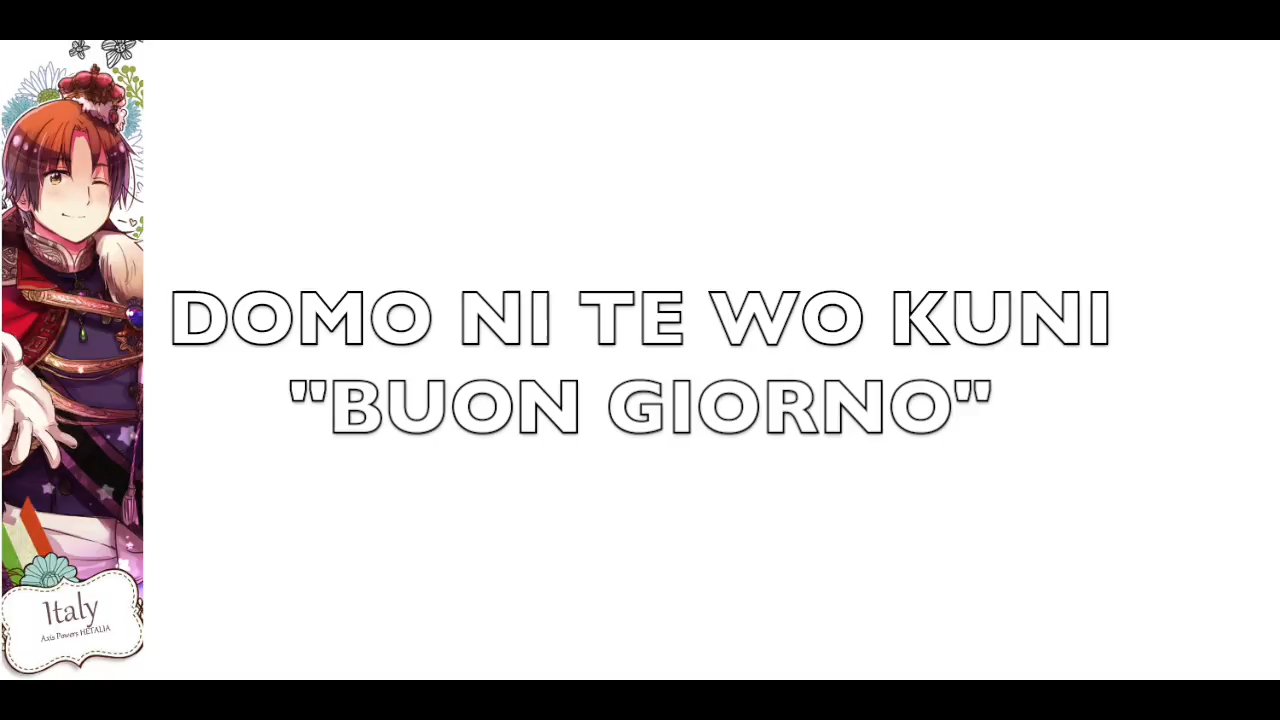 DOMO NI TE WO KUNI
"BUON GIORNO"
Italy
Axis Powers HETALIA